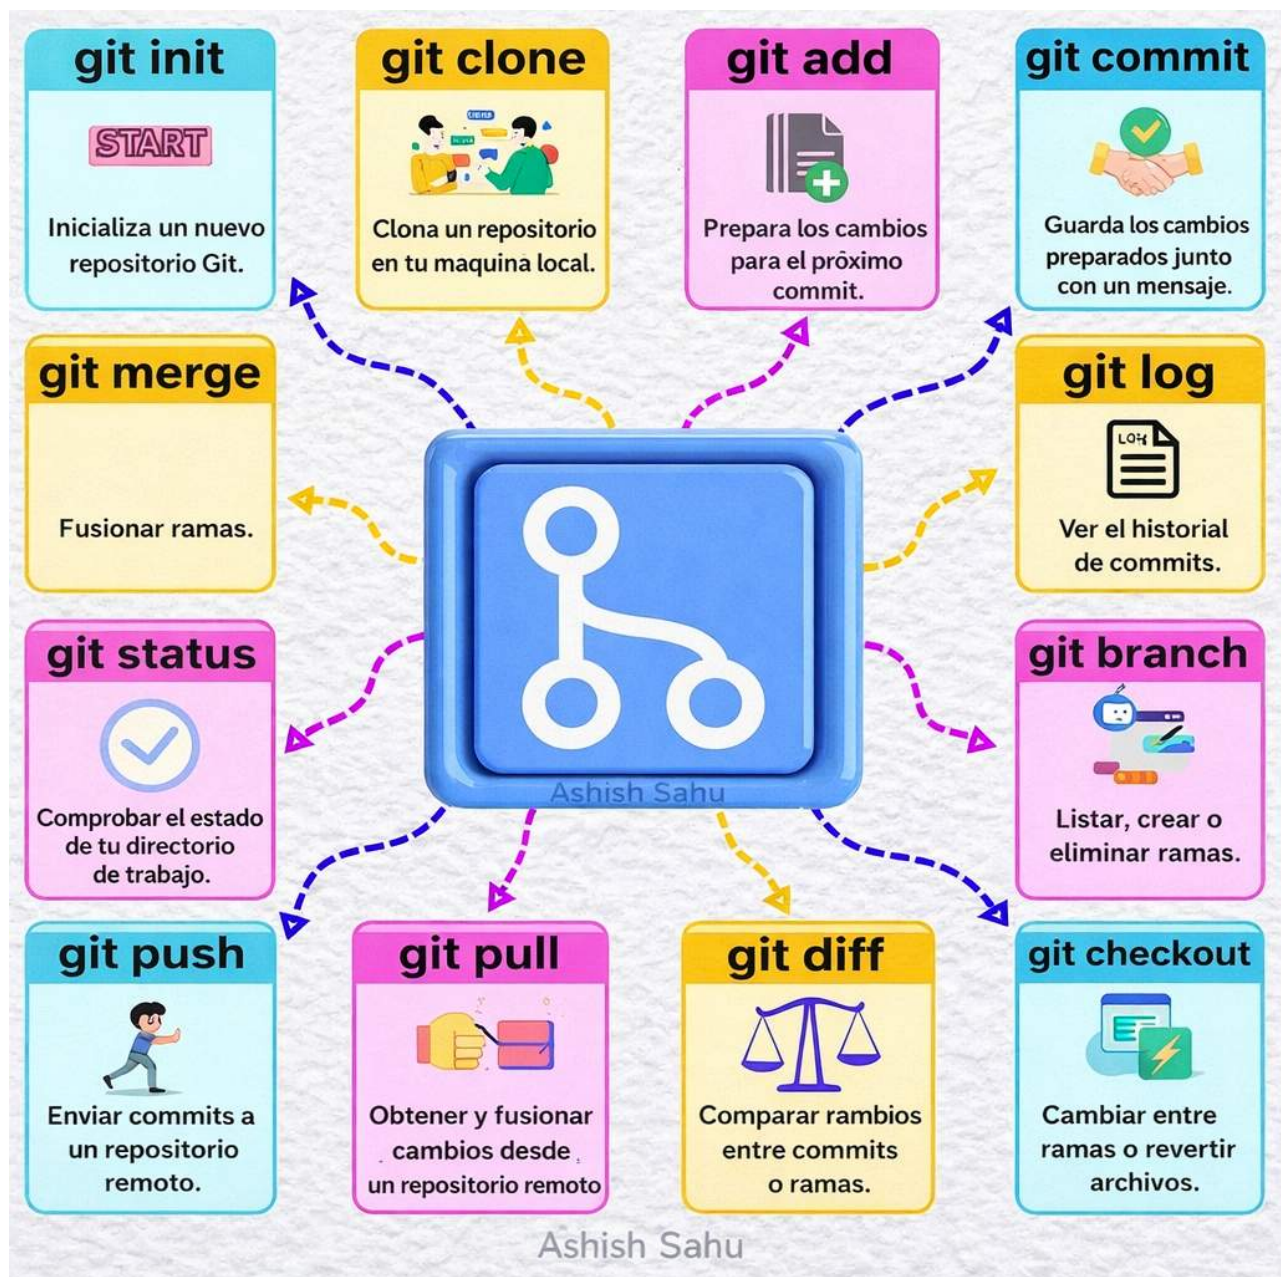 git init
START
Inicializa un nuevo
repositorio Git.
git clone
Clona un repositorio
en tu maquina local.
git add
Prepara los cambios
para el próximo
commit.
git commit
Guarda los cambios
preparados junto
con un mensaje.
git merge
Fusionar ramas.
git log
Ver el historial
de commits.
git status
Comprobar el estado
de tu directorio
de trabajo.
git branch
Listar, crear o
eliminar ramas.
Ashish Sahu
git push
Enviar commits a
un repositorio
remoto.
git pull
Obtener y fusionar
cambios desde
un repositorio remoto
git diff
Comparar rambios
entre commits
o ramas.
git checkout
Cambiar entre
ramas o revertir
archivos.
Ashish Sahu